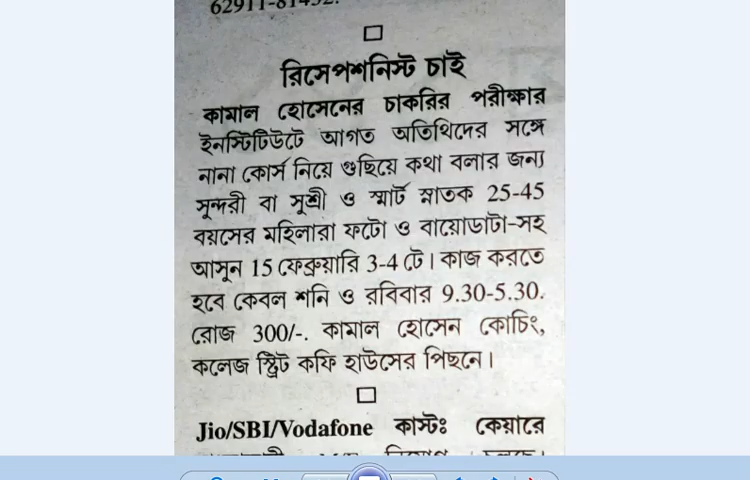 62911-81432.
রিসেপশনিস্ট চাই
কামাল হোসেনের চাকরির পরীক্ষার
ইনস্টিটিউটে আগত অতিথিদের সঙ্গে
নানা কোর্স নিয়ে গুছিয়ে কথা বলার জন্য
সুন্দরী বা সুশ্রী ও স্মার্ট স্নাতক 25-45
বয়সের মহিলারা ফটো ও বায়োডাটা-সহ
আসুন 15 ফেব্রুয়ারি 3-4 টে। কাজ করতে
হবে কেবল শনি ও রবিবার 9.30-5.30.
রোজ 300/-. কামাল হোসেন কোচিং,
কলেজ স্ট্রিট কফি হাউসের পিছনে।
Jio/SBI/Vodafone কাস্টঃ কেয়ারে